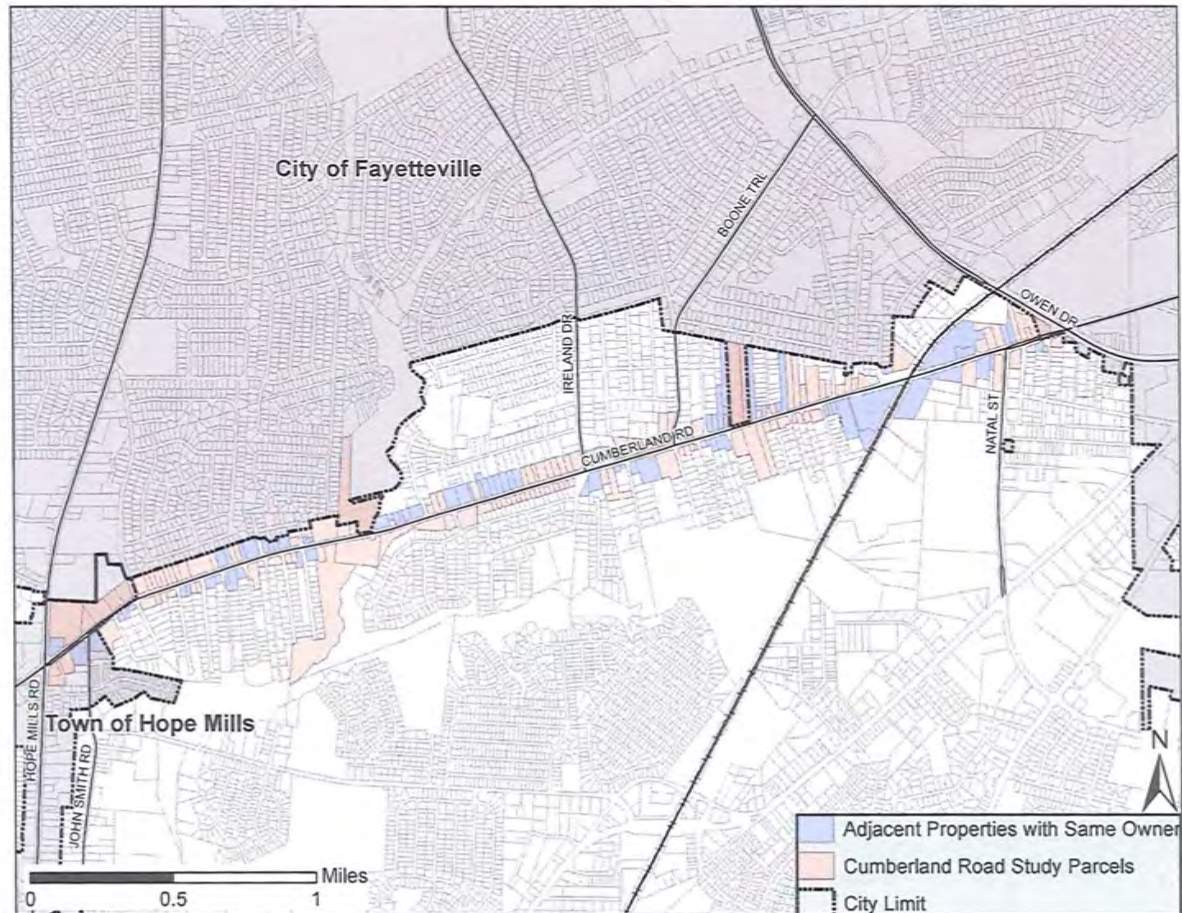 City of Fayetteville
BOONE TRL
OWEN DR
IRELAND DR
CUMBERLAND RD
NATAL ST
Town of Hope Mills
HOPE MILLS RD
JOHN SMITH RD
N
Miles
0 0.5 1
Adjacent Properties with Same Owner
Cumberland Road Study Parcels
City Limit